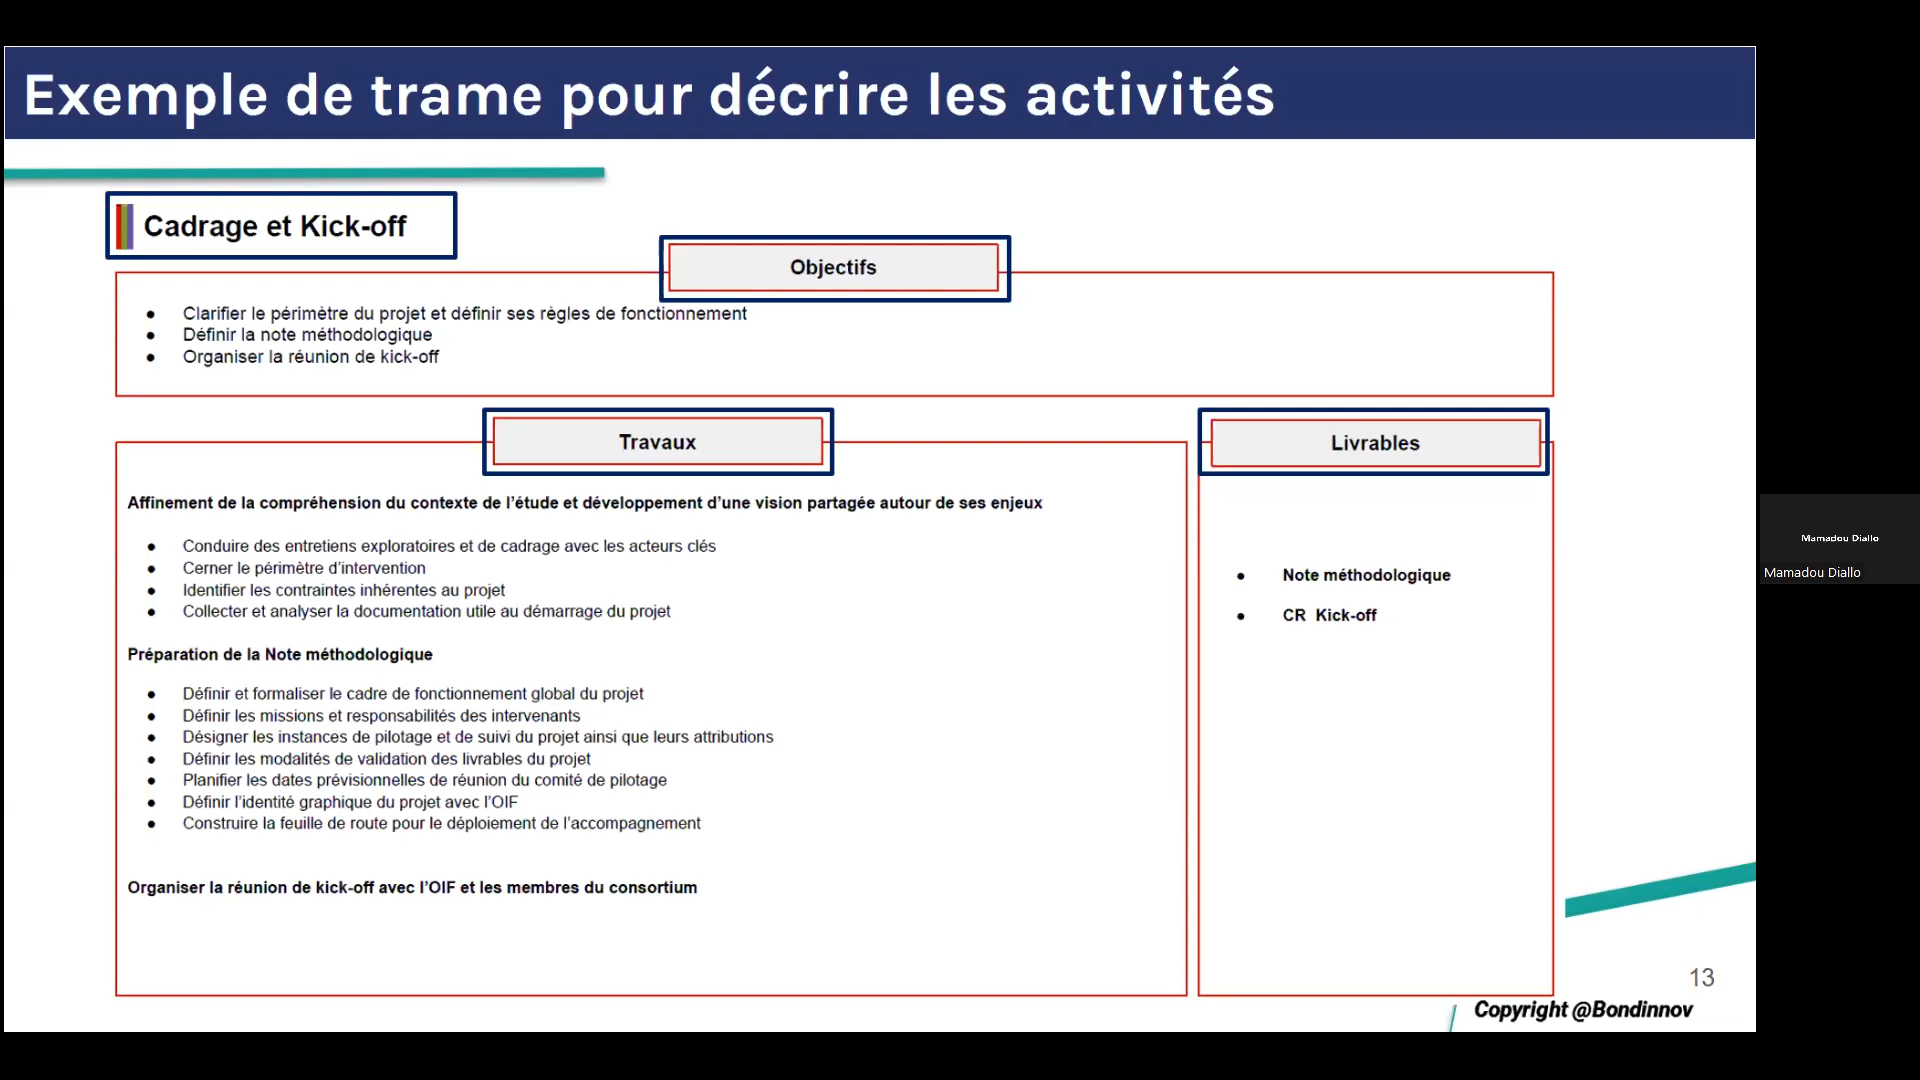 Exemple de trame pour décrire les activités
Cadrage et Kick-off
Objectifs
● Clarifier le périmètre du projet et définir ses règles de fonctionnement
● Définir la note méthodologique
● Organiser la réunion de kick-off
Travaux
Affinement de la compréhension du contexte de l’étude et développement d’une vision partagée autour de ses enjeux
● Conduire des entretiens exploratoires et de cadrage avec les acteurs clés
● Cerner le périmètre d’intervention
● Identifier les contraintes inhérentes au projet
● Collecter et analyser la documentation utile au démarrage du projet
Préparation de la Note méthodologique
● Définir et formaliser le cadre de fonctionnement global du projet
● Définir les missions et responsabilités des intervenants
● Désigner les instances de pilotage et de suivi du projet ainsi que leurs attributions
● Définir les modalités de validation des livrables du projet
● Planifier les dates prévisionnelles de réunion du comité de pilotage
● Définir l’identité graphique du projet avec l’OIF
● Construire la feuille de route pour le déploiement de l’accompagnement
Organiser la réunion de kick-off avec l’OIF et les membres du consortium
Livrables
● Note méthodologique
● CR Kick-off
13
Copyright @Bondinnov
Mamadou Diallo
Mamadou Diallo